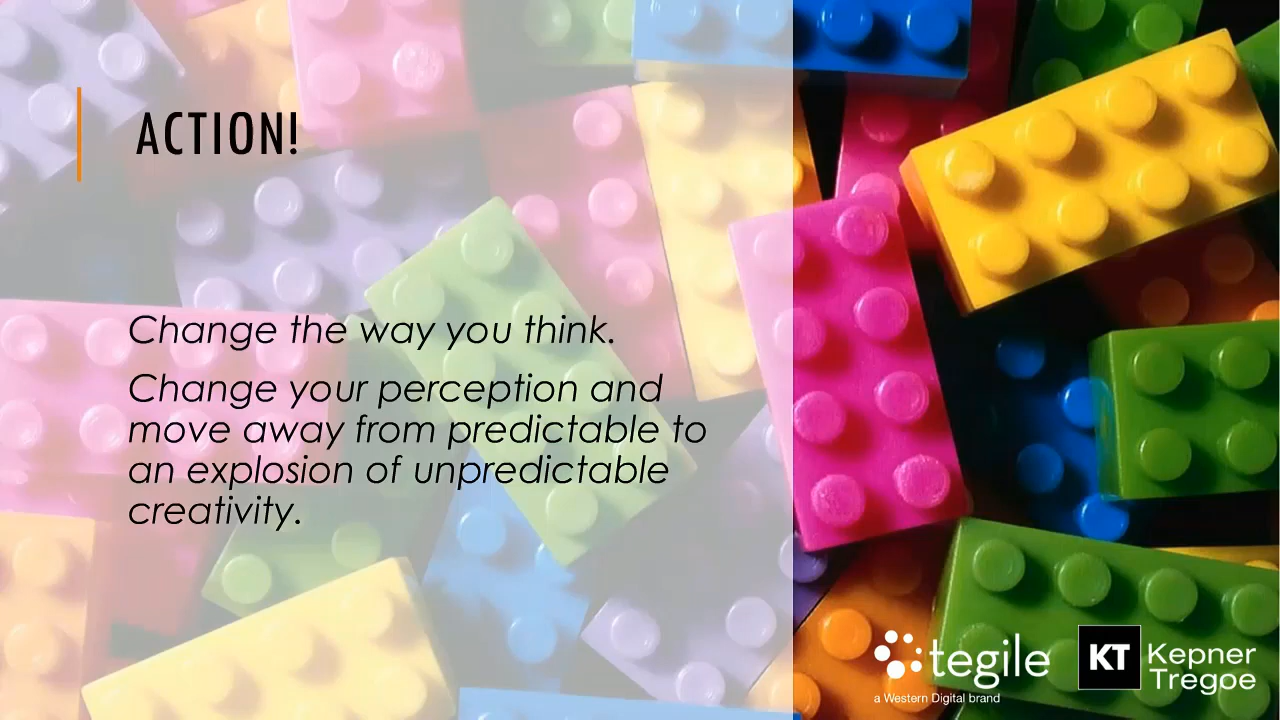 ACTION!
Change the way you think.
Change your perception and
move away from predictable to
an explosion of unpredictable
creativity.
tegile
a Western Digital brand
KT Kepner
Tregoe